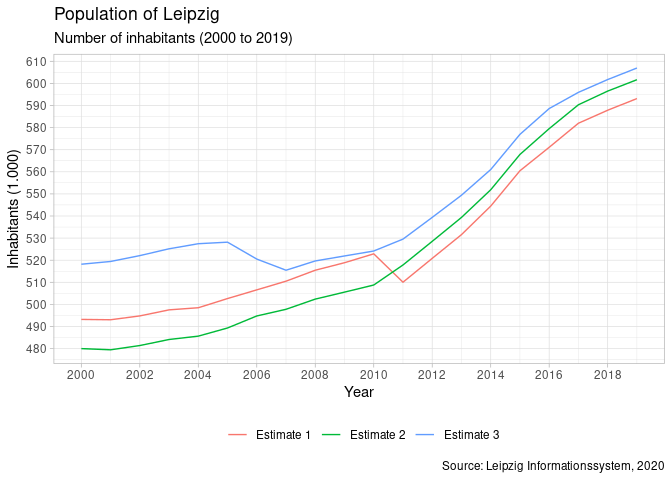 Population of Leipzig
Number of inhabitants (2000 to 2019)
610
600
590
580
570
560
550
540
530
520
510
500
490
480
Inhabitants (1.000)
2000 2002 2004 2006 2008 2010 2012 2014 2016 2018
Year
Estimate 1 Estimate 2 Estimate 3
Source: Leipzig Informationssystem, 2020